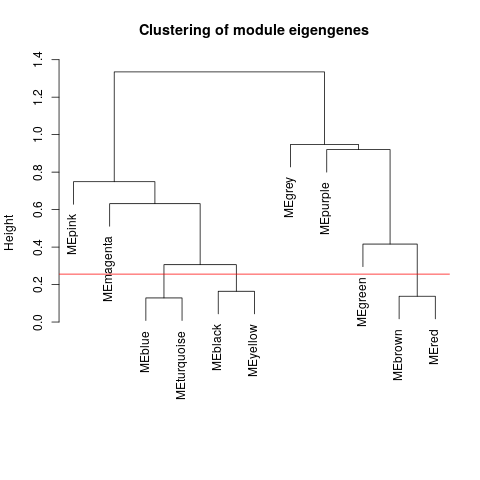 Clustering of module eigengenes
Height
1.4
1.2
1.0
0.8
0.6
0.4
0.2
0.0
MEpink
MEmagenta
MEblue
MEturquoise
MEblack
MEyellow
MEgrey
MEpurple
MEgreen
MEbrown
MEred